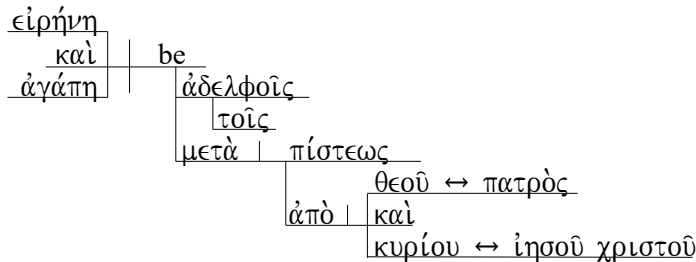 εἰρήνη
καὶ be
ἀγάπη ἀδελφοῖς
τοῖς
μετὰ πίστεως
θεοῦ ↔ πατρὸς
ἀπὸ καὶ
κυρίου ↔ ἰησοῦ χριστοῦ